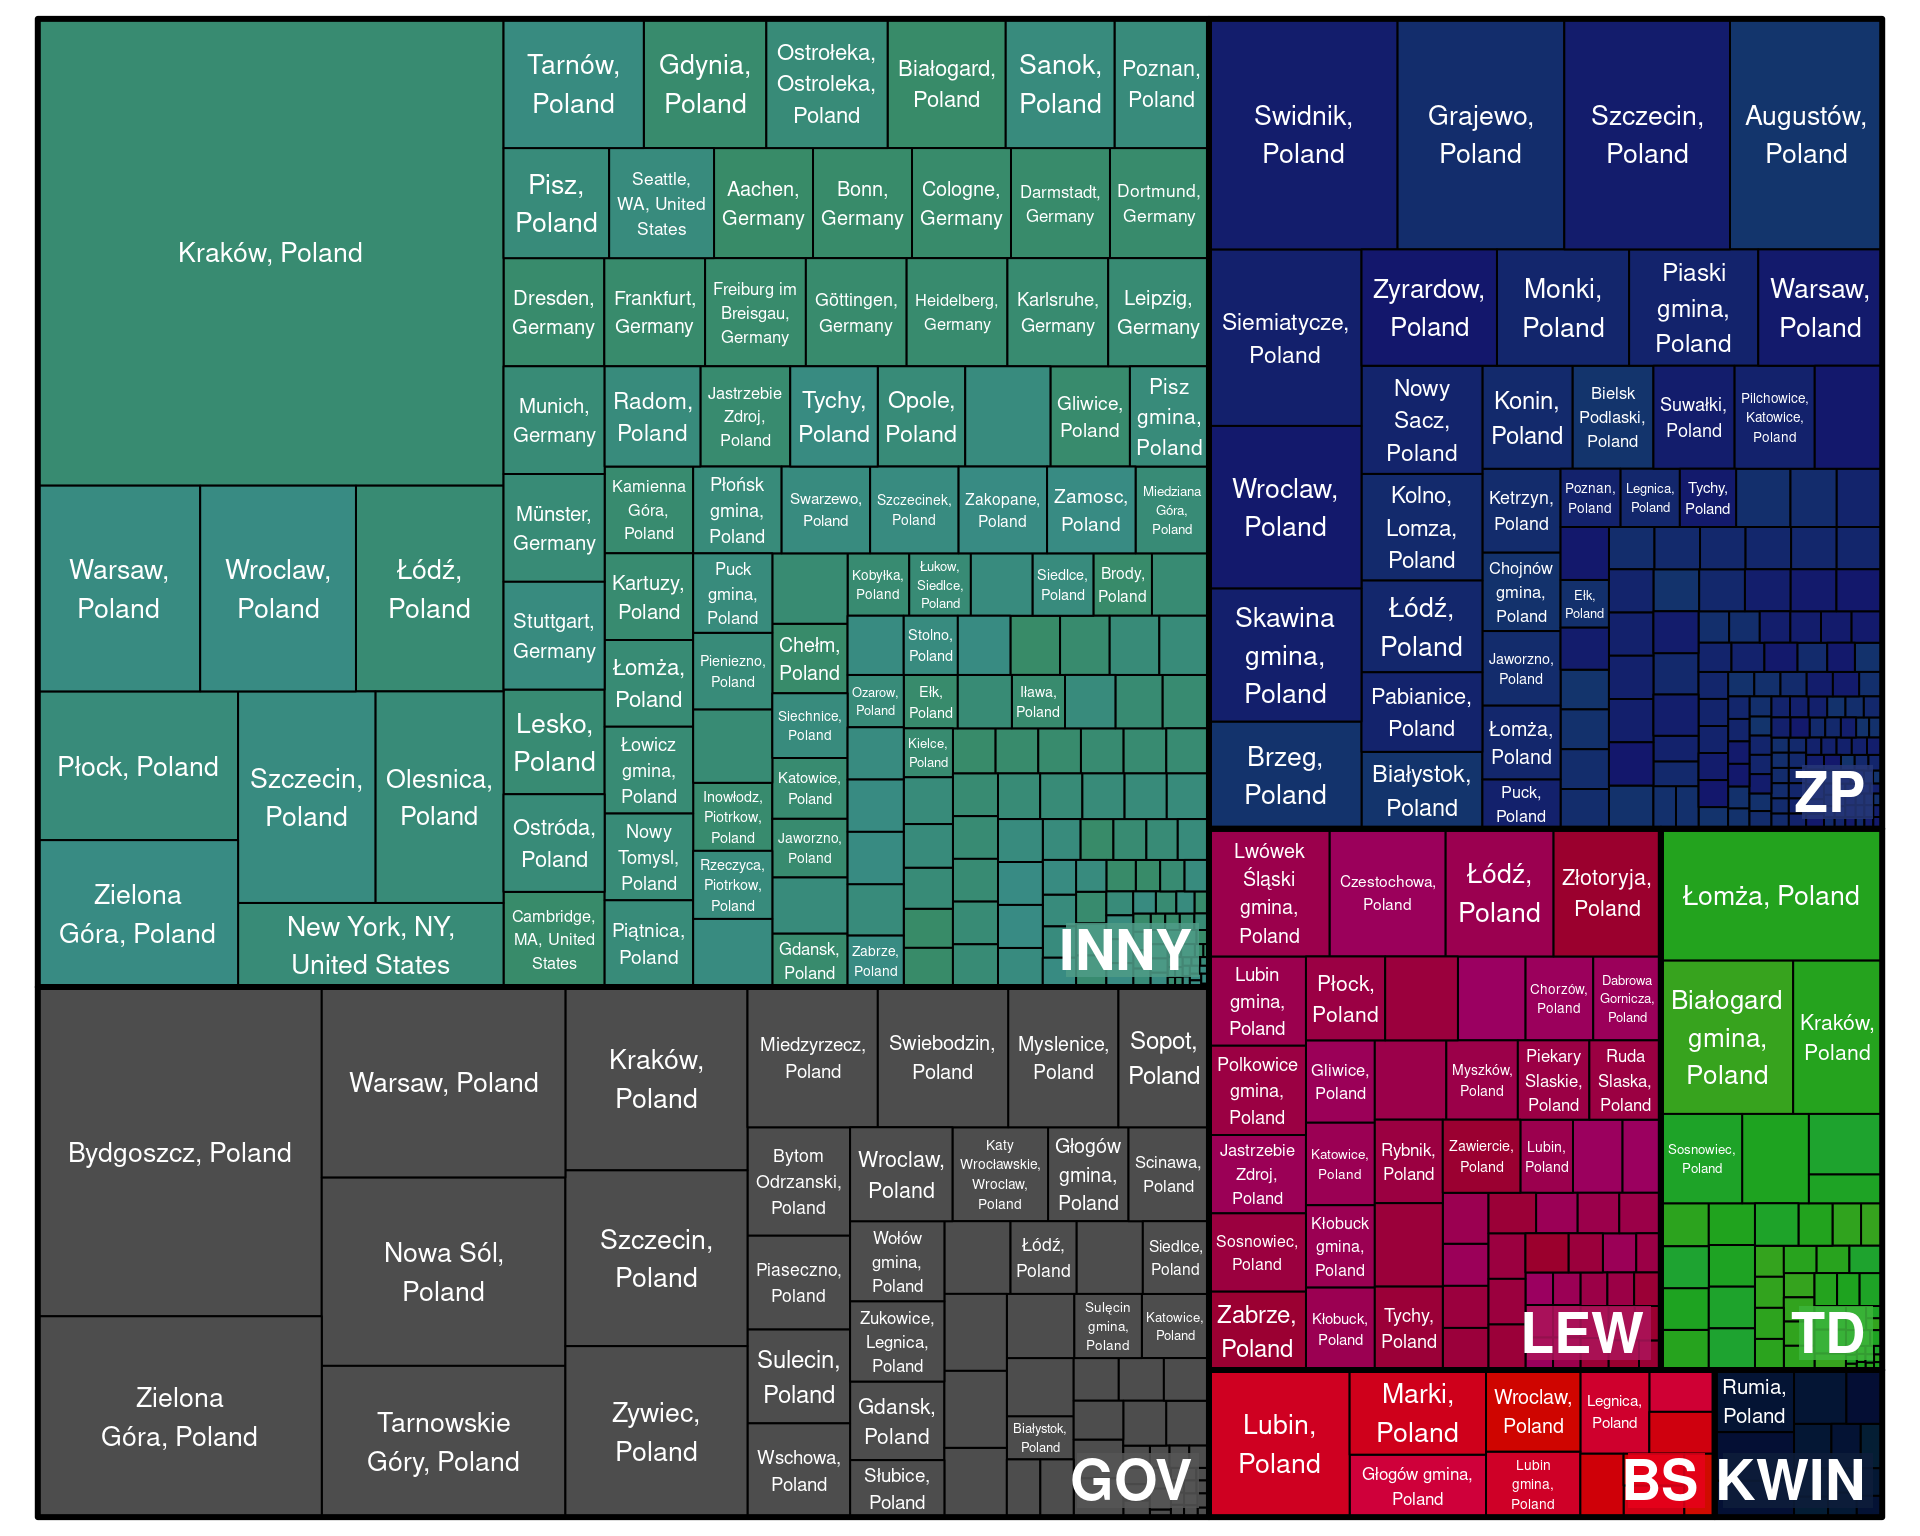 Kraków, Poland
Warsaw,
Poland
Wroclaw,
Poland
Łódź,
Poland
Płock, Poland
Szczecin,
Poland
Olesnica,
Poland
Zielona
Góra, Poland
New York, NY,
United States
Tarnów,
Poland
Gdynia,
Poland
Ostrołeka,
Ostroleka,
Poland
Białogard,
Poland
Sanok,
Poland
Poznan,
Poland
Pisz,
Poland
Seattle,
WA, United
States
Aachen,
Germany
Bonn,
Germany
Cologne,
Germany
Darmstadt,
Germany
Dortmund,
Germany
Dresden,
Germany
Frankfurt,
Germany
Freiburg im
Breisgau,
Germany
Göttingen,
Germany
Heidelberg,
Germany
Karlsruhe,
Germany
Leipzig,
Germany
Munich,
Germany
Münster,
Germany
Stuttgart,
Germany
Lesko,
Poland
Ostróda,
Poland
Cambridge,
MA, United
States
Radom,
Poland
Jastrzebie
Zdroj,
Poland
Tychy,
Poland
Opole,
Poland
Gliwice,
Poland
Pisz
gmina,
Poland
Kamienna
Góra,
Poland
Płońsk
gmina,
Poland
Swarzewo,
Poland
Szczecinek,
Poland
Zakopane,
Poland
Zamosc,
Poland
Miedziana
Góra,
Poland
Kartuzy,
Poland
Łomża,
Poland
Łowicz
gmina,
Poland
Nowy
Tomysl,
Poland
Piątnica,
Poland
Puck
gmina,
Poland
Pieniezno,
Poland
Inowłodz,
Piotrkow,
Poland
Rzeczyca,
Piotrkow,
Poland
Chełm,
Poland
Siechnice,
Poland
Katowice,
Poland
Jaworzno,
Poland
Gdansk,
Poland
Kobyłka,
Poland
Łukow,
Siedlce,
Poland
Siedlce,
Poland
Brody,
Poland
Stolno,
Poland
Ozarow,
Poland
Ełk,
Poland
Iława,
Poland
Kielce,
Poland
Zabrze,
Poland
INNY
Swidnik,
Poland
Grajewo,
Poland
Szczecin,
Poland
Augustów,
Poland
Siemiatycze,
Poland
Wroclaw,
Poland
Skawina
gmina,
Poland
Brzeg,
Poland
Zyrardow,
Poland
Monki,
Poland
Piaski
gmina,
Poland
Warsaw,
Poland
Nowy
Sacz,
Poland
Kolno,
Lomza,
Poland
Łódź,
Poland
Pabianice,
Poland
Białystok,
Poland
Konin,
Poland
Bielsk
Podlaski,
Poland
Suwałki,
Poland
Pilchowice,
Katowice,
Poland
Ketrzyn,
Poland
Chojnów
gmina,
Poland
Jaworzno,
Poland
Łomża,
Poland
Puck,
Poland
Poznan,
Poland
Legnica,
Poland
Tychy,
Poland
Ełk,
Poland
ZP
Bydgoszcz, Poland
Zielona
Góra, Poland
Warsaw, Poland
Nowa Sól,
Poland
Tarnowskie
Góry, Poland
Kraków,
Poland
Szczecin,
Poland
Zywiec,
Poland
Miedzyrzecz,
Poland
Swiebodzin,
Poland
Myslenice,
Poland
Sopot,
Poland
Bytom
Odrzanski,
Poland
Piaseczno,
Poland
Sulecin,
Poland
Wschowa,
Poland
Wroclaw,
Poland
Katy
Wrocławskie,
Wroclaw,
Poland
Głogów
gmina,
Poland
Scinawa,
Poland
Wołów
gmina,
Poland
Zukowice,
Legnica,
Poland
Gdansk,
Poland
Słubice,
Poland
Łódź,
Poland
Siedlce,
Poland
Sulęcin
gmina,
Poland
Katowice,
Poland
Białystok,
Poland
GOV
Lwówek
Śląski
gmina,
Poland
Czestochowa,
Poland
Łódź,
Poland
Złotoryja,
Poland
Lubin
gmina,
Poland
Polkowice
gmina,
Poland
Jastrzebie
Zdroj,
Poland
Sosnowiec,
Poland
Zabrze,
Poland
Płock,
Poland
Chorzów,
Poland
Dabrowa
Gornicza,
Poland
Gliwice,
Poland
Katowice,
Poland
Kłobuck
gmina,
Poland
Kłobuck,
Poland
Myszków,
Poland
Piekary
Slaskie,
Poland
Ruda
Slaska,
Poland
Rybnik,
Poland
Zawiercie,
Poland
Lubin,
Poland
Tychy,
Poland
LEW
Łomża, Poland
Białogard
gmina,
Poland
Kraków,
Poland
Sosnowiec,
Poland
TD
Lubin,
Poland
Marki,
Poland
Głogów gmina,
Poland
Wroclaw,
Poland
Lubin
gmina,
Poland
Legnica,
Poland
BS
Rumia,
Poland
KWIN